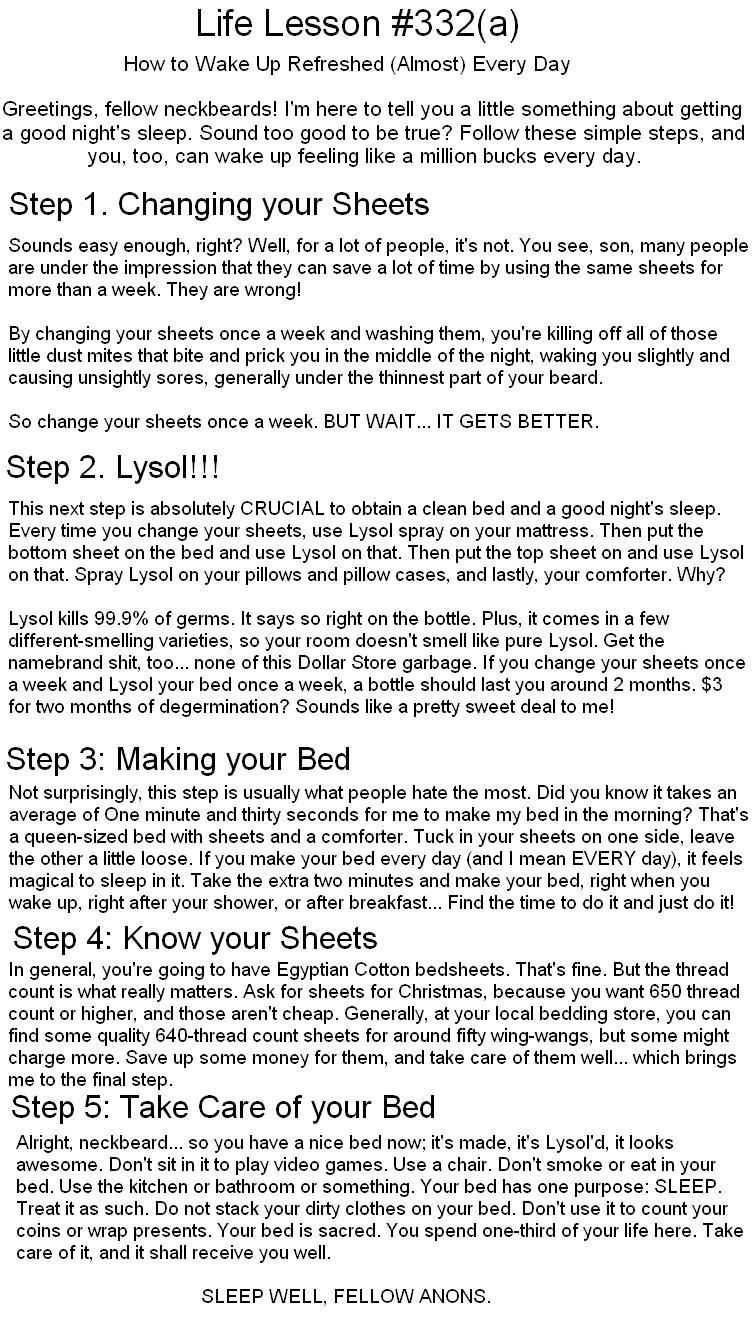 Life Lesson #332(a)
How to Wake Up Refreshed (Almost) Every Day
Greetings, fellow neckbeards! I'm here to tell you a little something about getting
a good night's sleep. Sound too good to be true? Follow these simple steps, and
you, too, can wake up feeling like a million bucks every day.
Step 1. Changing your Sheets
Sounds easy enough, right? Well, for a lot of people, it's not. You see, son, many people
are under the impression that they can save a lot of time by using the same sheets for
more than a week. They are wrong!
By changing your sheets once a week and washing them, you're killing off all of those
little dust mites that bite and prick you in the middle of the night, waking you slightly and
causing unsightly sores, generally under the thinnest part of your beard.
So change your sheets once a week. BUT WAIT... IT GETS BETTER.
Step 2. Lysol!!!
This next step is absolutely CRUCIAL to obtain a clean bed and a good night's sleep.
Every time you change your sheets, use Lysol spray on your mattress. Then put the
bottom sheet on the bed and use Lysol on that. Then put the top sheet on and use Lysol
on that. Spray Lysol on your pillows and pillow cases, and lastly, your comforter. Why?
Lysol kills 99.9% of germs. It says so right on the bottle. Plus, it comes in a few
different-smelling varieties, so your room doesn't smell like pure Lysol. Get the
namebrand shit, too... none of this Dollar Store garbage. If you change your sheets once
a week and Lysol your bed once a week, a bottle should last you around 2 months. $3
for two months of degermination? Sounds like a pretty sweet deal to me!
Step 3: Making your Bed
Not surprisingly, this step is usually what people hate the most. Did you know it takes an
average of One minute and thirty seconds for me to make my bed in the morning? That's
a queen-sized bed with sheets and a comforter. Tuck in your sheets on one side, leave
the other a little loose. If you make your bed every day (and I mean EVERY day), it feels
magical to sleep in it. Take the extra two minutes and make your bed, right when you
wake up, right after your shower, or after breakfast... Find the time to do it and just do it!
Step 4: Know your Sheets
In general, you're going to have Egyptian Cotton bedsheets. That's fine. But the thread
count is what really matters. Ask for sheets for Christmas, because you want 650 thread
count or higher, and those aren't cheap. Generally, at your local bedding store, you can
find some quality 640-thread count sheets for around fifty wing-wangs, but some might
charge more. Save up some money for them, and take care of them well... which brings
me to the final step.
Step 5: Take Care of your Bed
Alright, neckbeard... so you have a nice bed now; it's made, it's Lysol'd, it looks
awesome. Don't sit in it to play video games. Use a chair. Don't smoke or eat in your
bed. Use the kitchen or bathroom or something. Your bed has one purpose: SLEEP.
Treat it as such. Do not stack your dirty clothes on your bed. Don't use it to count your
coins or wrap presents. Your bed is sacred. You spend one-third of your life here. Take
care of it, and it shall receive you well.
SLEEP WELL, FELLOW ANONS.